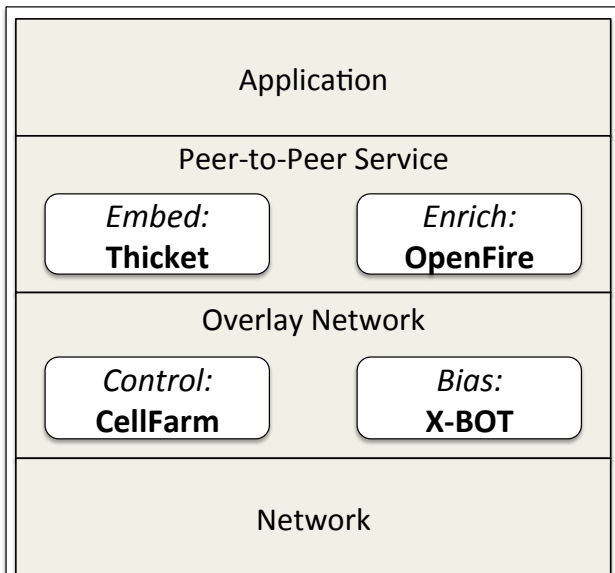 Application
Peer-to-Peer Service
Embed:
Thicket
Enrich:
OpenFire
Overlay Network
Control:
CellFarm
Bias:
X-BOT
Network